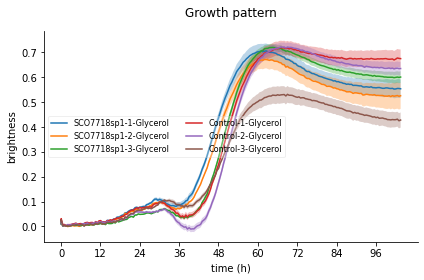 Growth pattern
brightness
0.7
0.6
0.5
0.4
0.3
0.2
0.1
0.0
SCO7718sp1-1-Glycerol
SCO7718sp1-2-Glycerol
SCO7718sp1-3-Glycerol
Control-1-Glycerol
Control-2-Glycerol
Control-3-Glycerol
0 12 24 36 48 60 72 84 96
time (h)